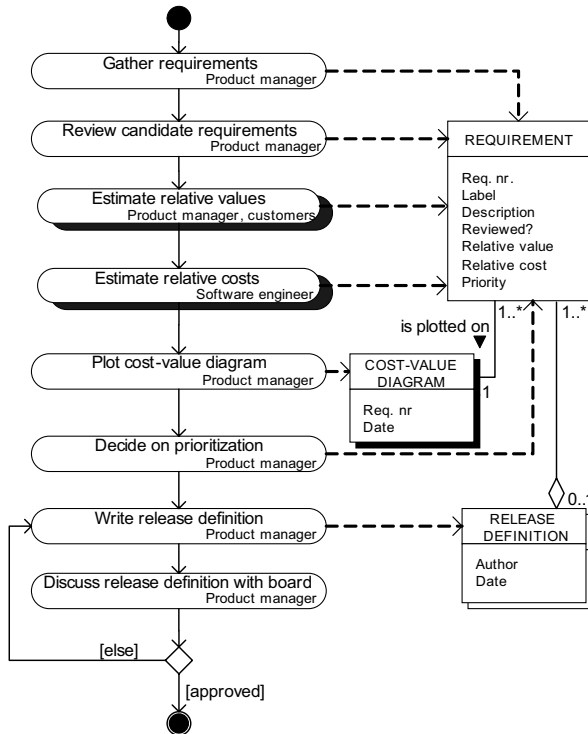 Gather requirements
Product manager
Review candidate requirements
Product manager
REQUIREMENT
Req. nr.
Label
Description
Reviewed?
Relative value
Relative cost
Priority
Estimate relative values
Product manager, customers
Estimate relative costs
Software engineer
1..*
1..*
is plotted on
Plot cost-value diagram
Product manager
COST-VALUE
DIAGRAM
1
Req. nr
Date
Decide on prioritization
Product manager
Write release definition
Product manager
RELEASE
DEFINITION
Author
Date
Discuss release definition with board
Product manager
[else]
[approved]